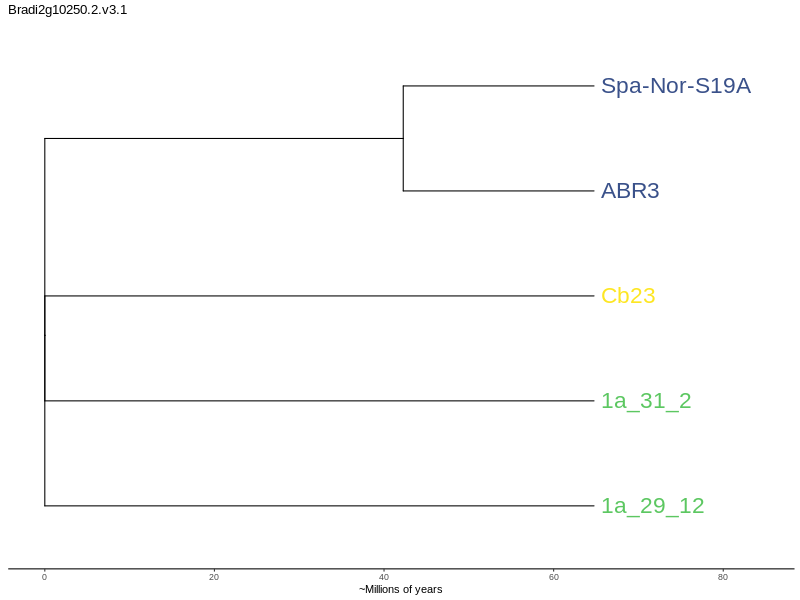 Bradi2g10250.2.v3.1
Spa-Nor-S19A
ABR3
Cb23
1a_31_2
1a_29_12
0 20 40 60 80
~Millions of years